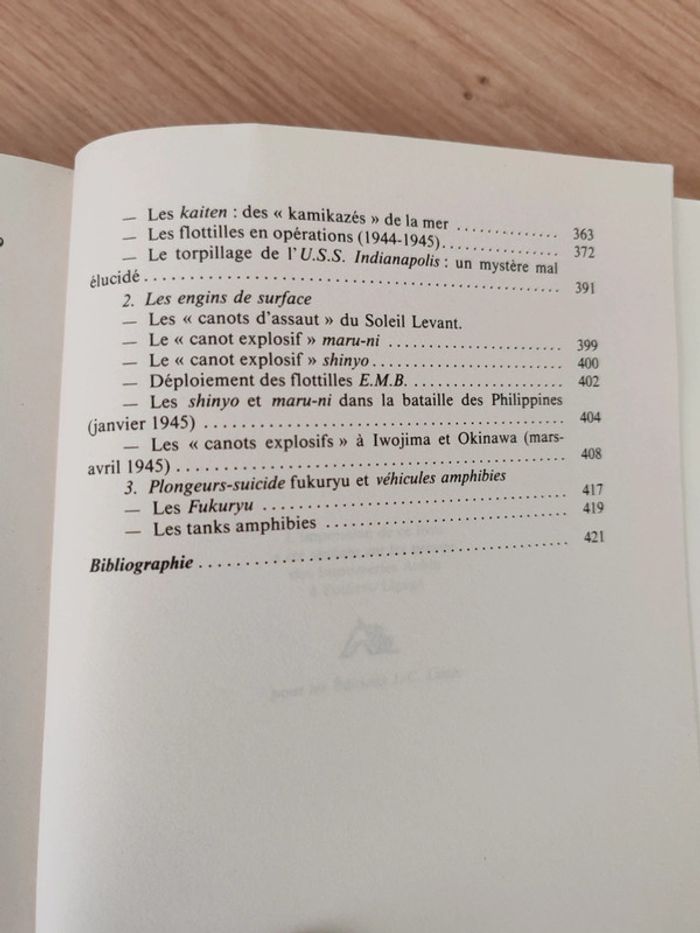 — Les kaiten : des « kamikazés » de la mer .................... 363
— Les flottilles en opérations (1944-1945).................... 372
— Le torpillage de l'U.S.S. Indianapolis : un mystère mal
élucidé ............................................................ 391
2. Les engins de surface
— Les « canots d'assaut » du Soleil Levant.
— Le « canot explosif » maru-ni .............................. 399
— Le « canot explosif » shinyo .............................. 400
— Déploiement des flottilles E.M.B. ......................... 402
— Les shinyo et maru-ni dans la bataille des Philippines
(janvier 1945) ..................................................... 404
— Les « canots explosifs » à Iwojima et Okinawa (mars-
avril 1945) ........................................................ 408
3. Plongeurs-suicide fukuryu et véhicules amphibies
— Les Fukuryu ................................................ 417
— Les tanks amphibies ....................................... 419
Bibliographie ...................................................... 421